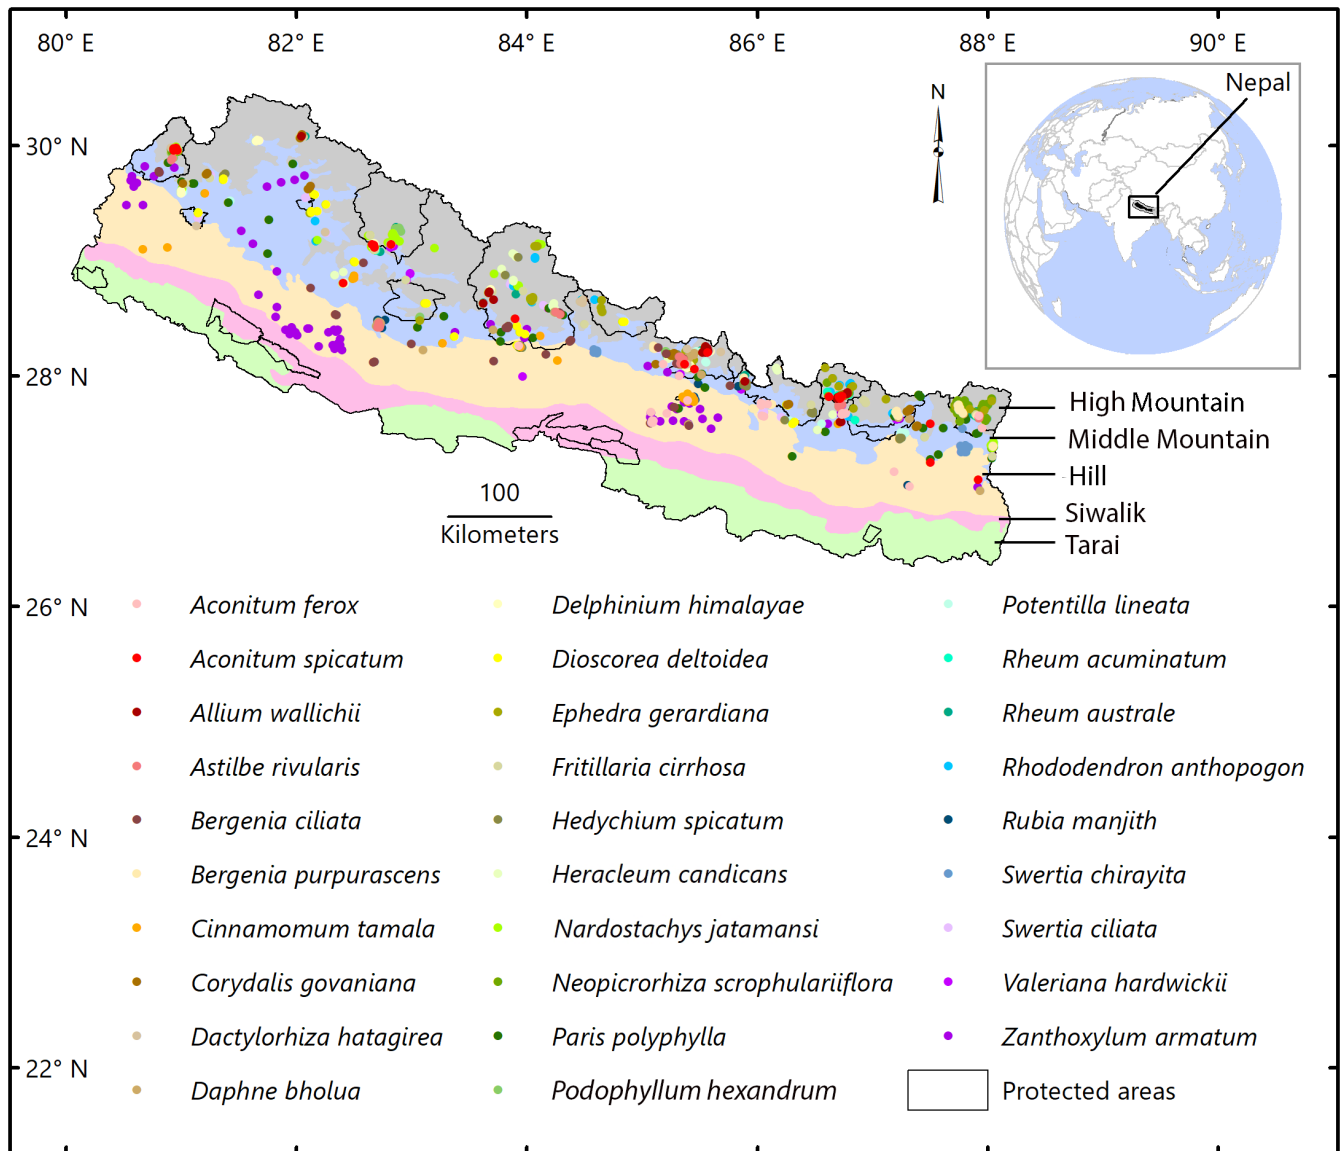 80° E 82° E 84° E 86° E 88° E 90° E
Nepal
N
30° N
28° N
High Mountain
Middle Mountain
Hill
100
Siwalik
Kilometers
Tarai
26° N
Aconitum ferox Delphinium himalayae Potentilla lineata
Aconitum spicatum Dioscorea deltoidea Rheum acuminatum
Allium wallichii Ephedra gerardiana Rheum australe
Astilbe rivularis Fritillaria cirrhosa Rhododendron anthopogon
Bergenia ciliata Hedychium spicatum Rubia manjith
24° N
Bergenia purpurascens Heracleum candicans Swertia chirayita
Cinnamomum tamala Nardostachys jatamansi Swertia ciliata
Corydalis govaniana Neopicrorhiza scrophulariiflora Valeriana hardwickii
Dactylorhiza hatagirea Paris polyphylla Zanthoxylum armatum
22° N
Daphne bholua Podophyllum hexandrum Protected areas